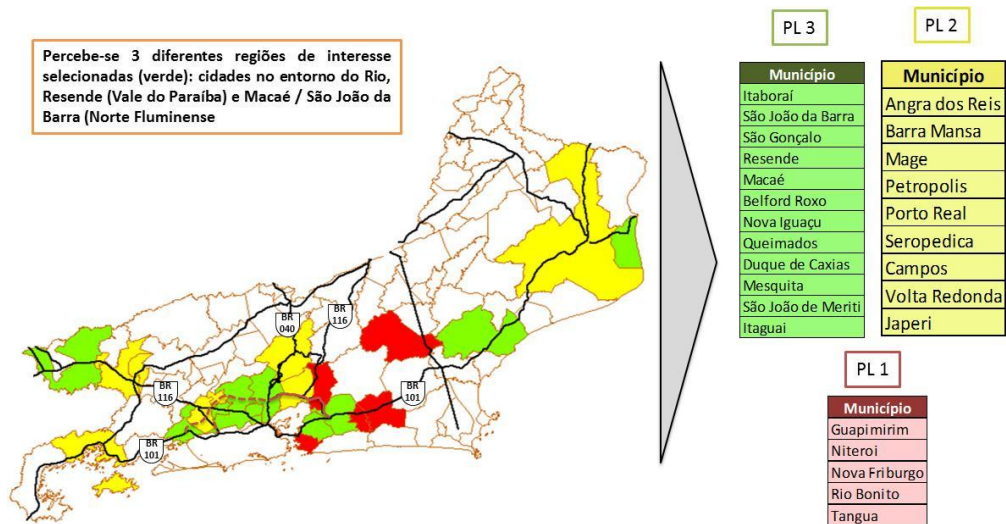 Percebe-se 3 diferentes regiões de interesse
selecionadas (verde): cidades no entorno do Rio,
Resende (Vale do Paraíba) e Macaé / São João da
Barra (Norte Fluminense
BR
040
BR
116
BR
116
BR
101
BR
101
PL 3
Município
Itaboraí
São João da Barra
São Gonçalo
Resende
Macaé
Belford Roxo
Nova Iguaçu
Queimados
Duque de Caxias
Mesquita
São João de Meriti
Itaguai
PL 2
Município
Angra dos Reis
Barra Mansa
Mage
Petropolis
Porto Real
Seropedica
Campos
Volta Redonda
Japeri
PL 1
Município
Guapimirim
Niteroi
Nova Friburgo
Rio Bonito
Tangua